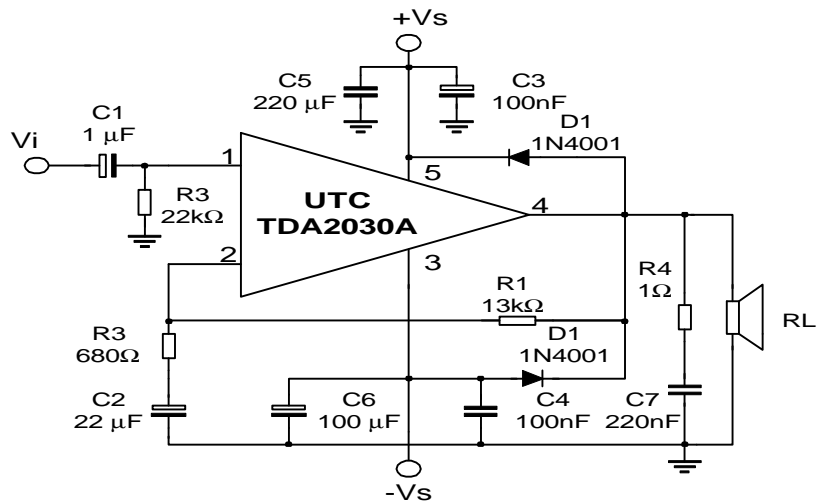 +Vs
C5
220 μF
C3
100nF
C1
1 μF
D1
1N4001
Vi
1
5
R3
22kΩ
UTC
TDA2030A
4
2
3
R1
13kΩ
R4
1Ω
RL
R3
680Ω
D1
1N4001
C2
22 μF
C6
100 μF
C4
100nF
C7
220nF
-Vs